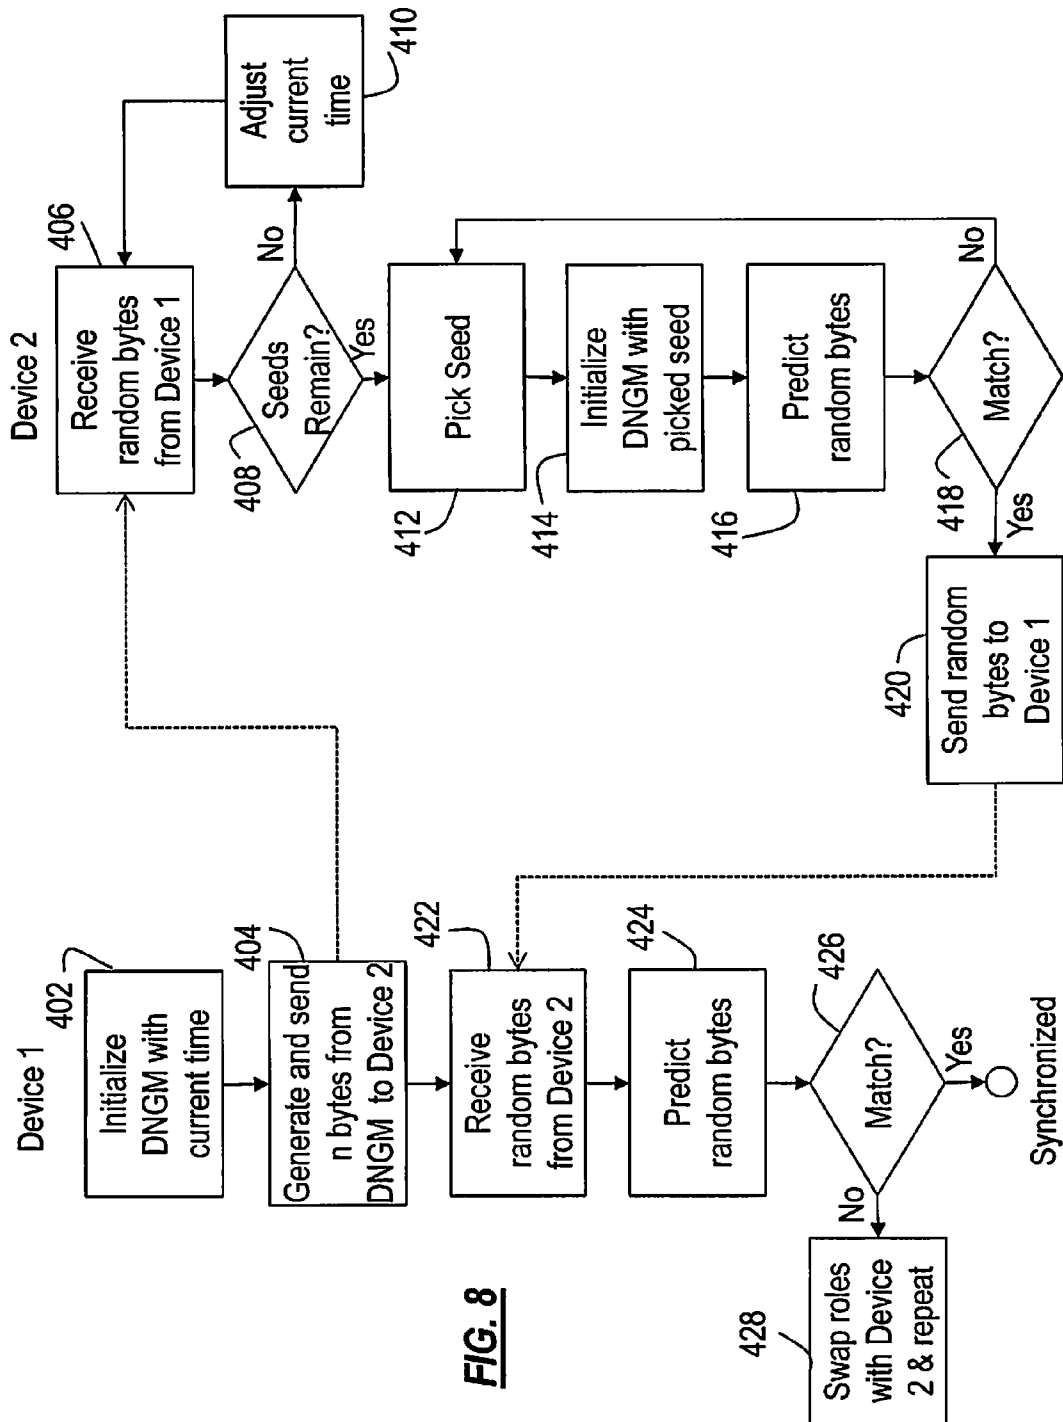 Device 1
402
Initialize
DNGM with
current time
404
Generate and send
n bytes from
DNGM to Device 2
422
Receive
random bytes
from Device 2
424
Predict
random bytes
426
Match?
No
Yes
428
Swap roles
with Device
2 & repeat
Synchronized
Device 2
406
Receive
random bytes
from Device 1
408
Seeds
Remain?
No
Yes
410
Adjust
current
time
412
Pick Seed
414
Initialize
DNGM with
picked seed
416
Predict
random bytes
418
Match?
No
Yes
420
Send random
bytes to
Device 1
FIG. 8